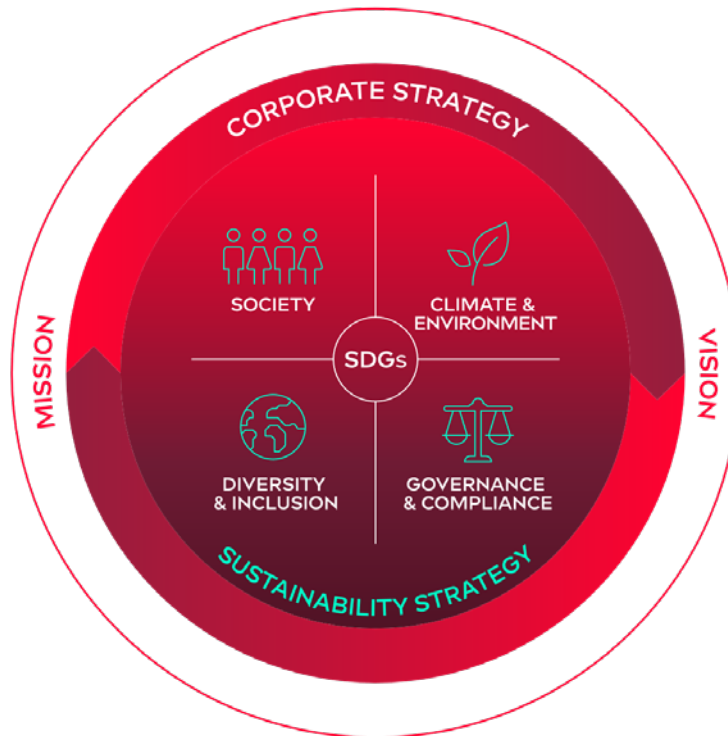 CORPORATE STRATEGY
SOCIETY
CLIMATE &
ENVIRONMENT
SDGs
MISSION
VISION
DIVERSITY
& INCLUSION
GOVERNANCE
& COMPLIANCE
SUSTAINABILITY STRATEGY